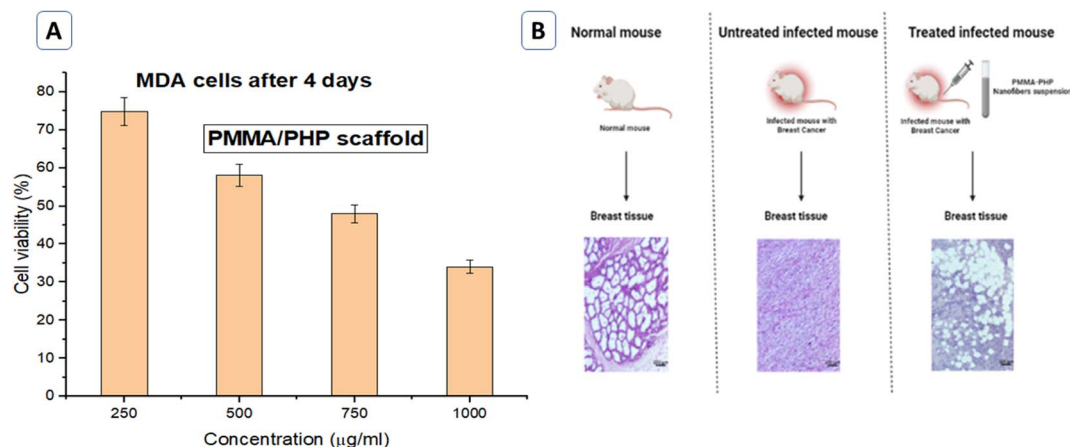 A
MDA cells after 4 days
PMMA/PHP scaffold
80
70
60
50
40
30
20
10
0
Cell viability (%)
250
500
750
1000
Concentration (μg/ml)
B
Normal mouse
Untreated infected mouse
Treated infected mouse
Normal mouse
Infected mouse with
Breast Cancer
Infected mouse with
Breast Cancer
PMMA-PHP
Nanofibers suspension
Breast tissue
Breast tissue
Breast tissue